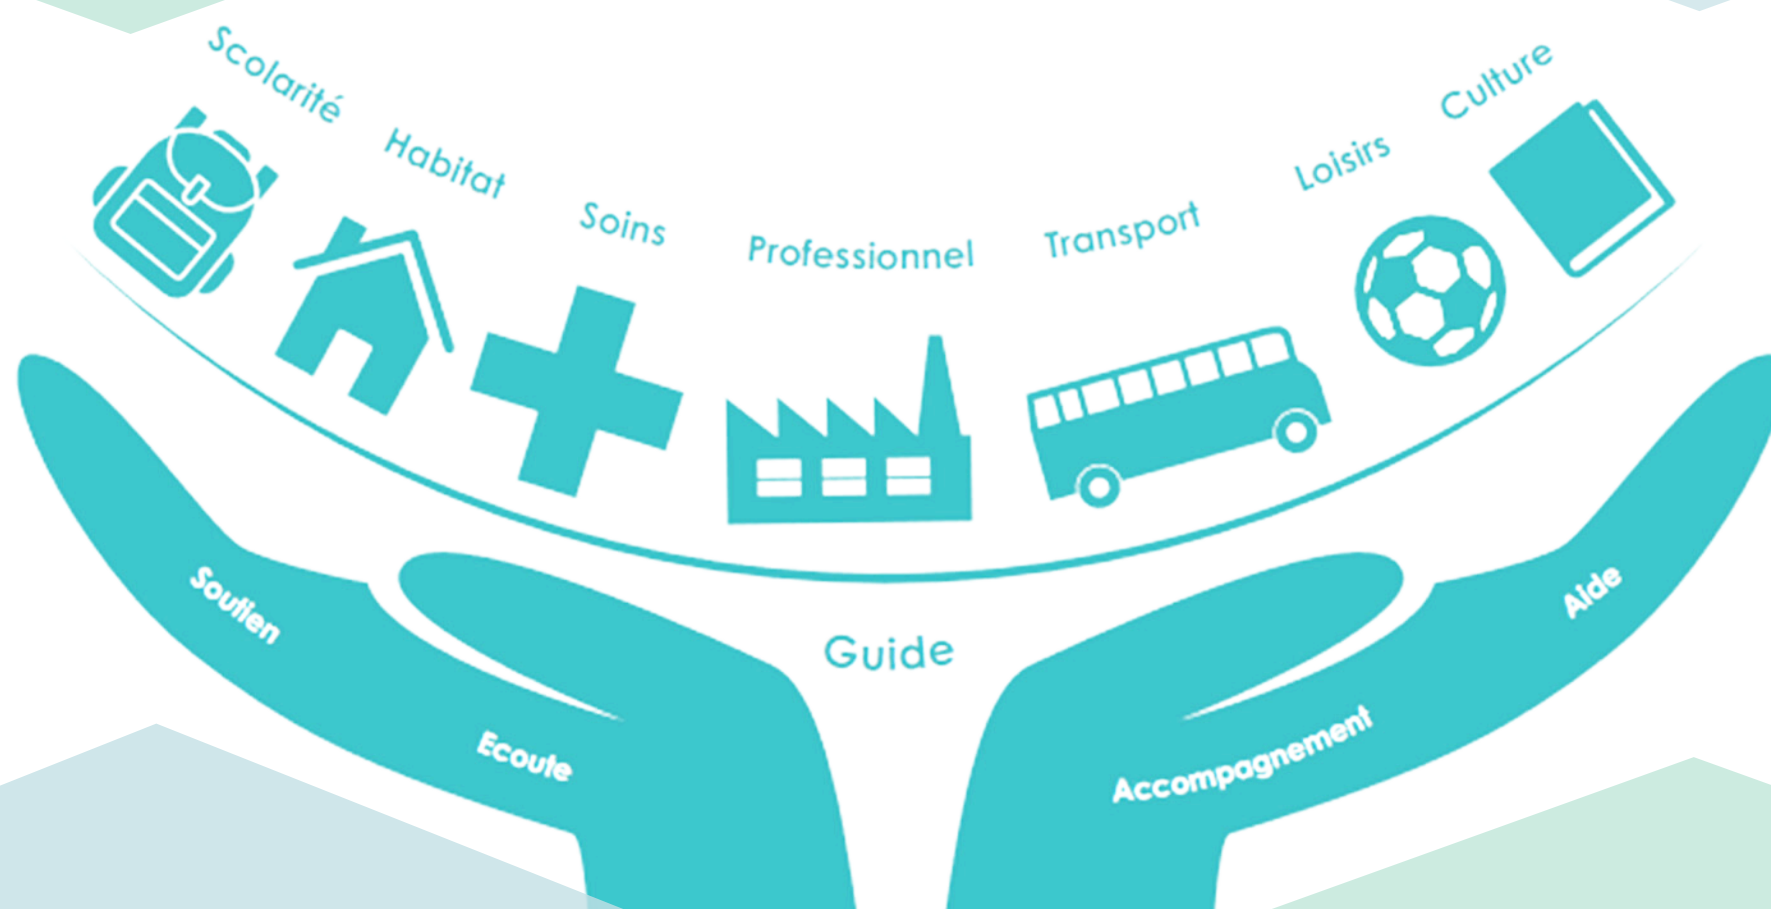 Scolarité
Habitat
Soins
Professionnel
Transport
Loisirs
Culture
Guide
Soutien
Ecoute
Accompagnement
Aide